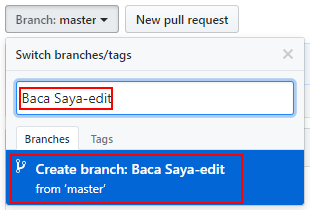 Branch: master
New pull request
Switch branches/tags
Baca Saya-edit
Branches
Tags
Create branch: Baca Saya-edit
from ‘master’